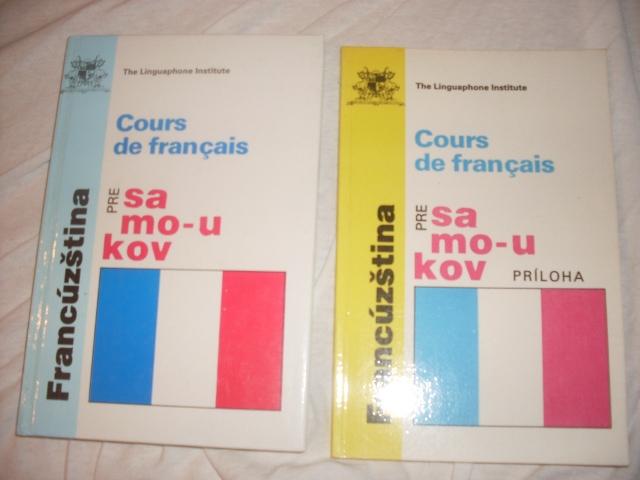 The Linguaphone Institute
Cours
de français
Francúzština
PRE
sa
mo-u
kov
The Linguaphone Institute
Cours
de français
Francúzština
PRE
sa
mo-u
kov
PRÍLOHA